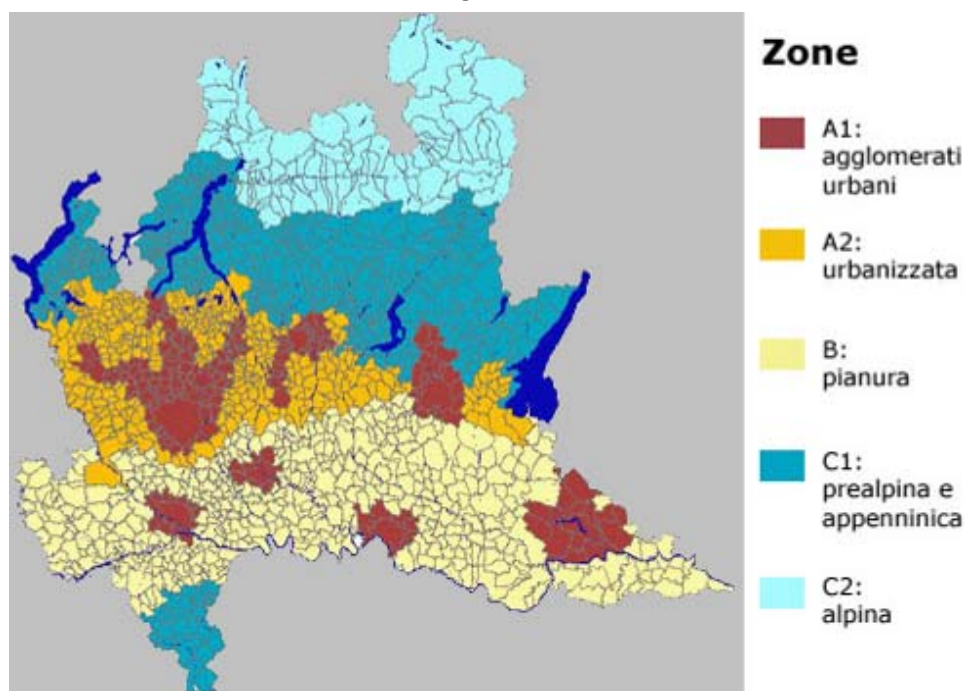 Zone
A1:
agglomerati
urbani
A2:
urbanizzata
B:
pianura
C1:
prealpina e
appenninica
C2:
alpina